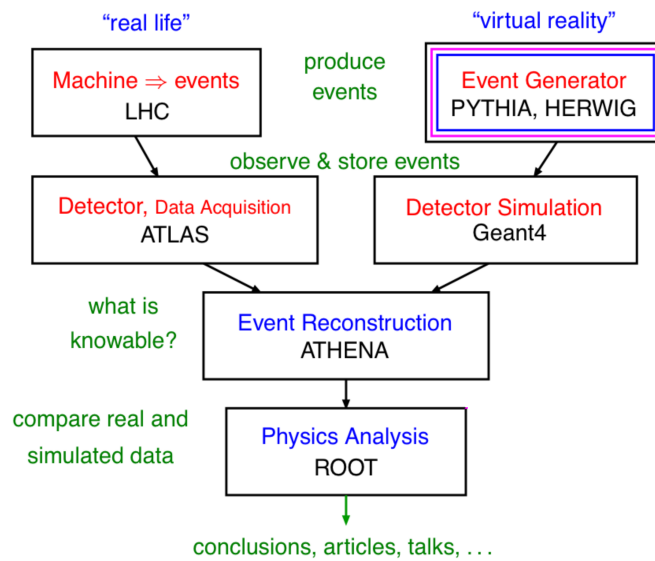 “real life”
“virtual reality”
Machine ⇒ events
LHC
produce
events
Event Generator
PYTHIA, HERWIG
observe & store events
Detector, Data Acquisition
ATLAS
Detector Simulation
Geant4
what is
knowable?
Event Reconstruction
ATHENA
compare real and
simulated data
Physics Analysis
ROOT
conclusions, articles, talks, ...